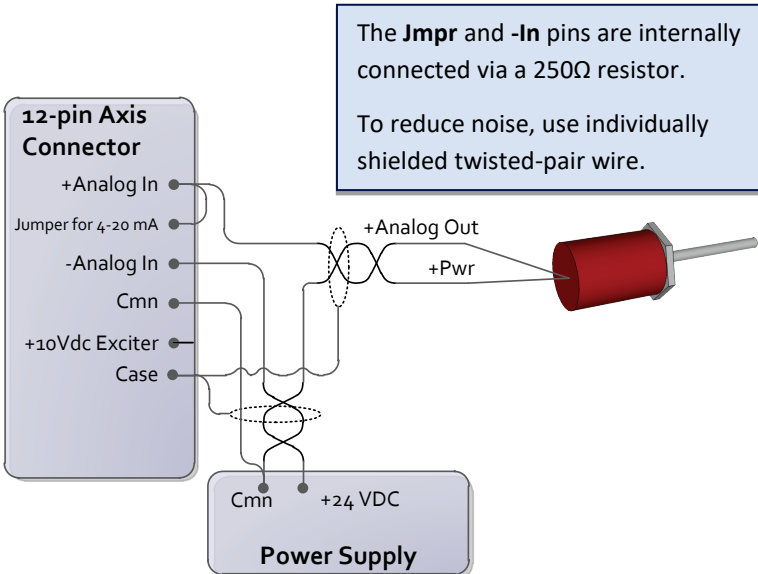 The Jmpr and -In pins are internally
connected via a 250Ω resistor.
To reduce noise, use individually
shielded twisted-pair wire.
12-pin Axis
Connector
+Analog In
Jumper for 4-20 mA
-Analog In
Cmn
+10Vdc Exciter
Case
+Analog Out
+Pwr
Cmn
+24 VDC
Power Supply